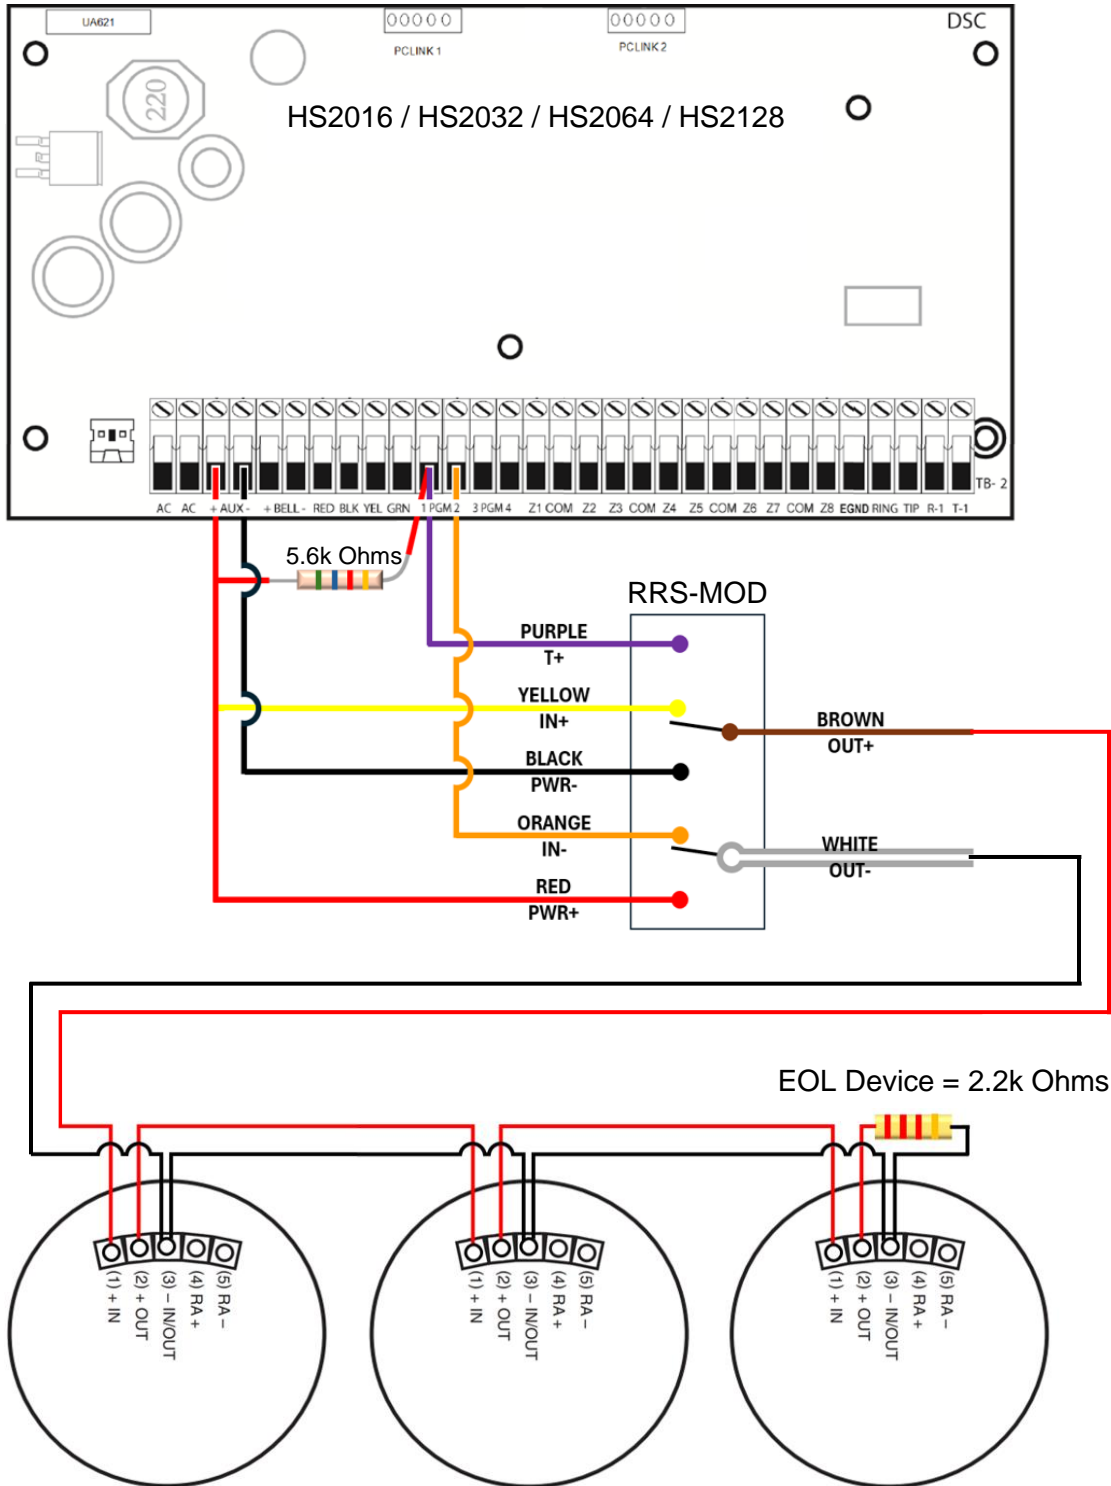 UA621
00000
00000
DSC
PCLINK 1
PCLINK 2
220
HS2016 / HS2032 / HS2064 / HS2128
TB- 2
AC AC + AUX - + BELL - RED BLK YEL GRN 1 PGM 2 3 PGM 4 Z1 COM Z2 Z3 COM Z4 Z5 COM Z6 Z7 COM Z8 EGND RING TIP R-1 T-1
5.6k Ohms
RRS-MOD
PURPLE
T+
YELLOW
IN+
BROWN
OUT+
BLACK
PWR-
ORANGE
IN-
WHITE
OUT-
RED
PWR+
EOL Device = 2.2k Ohms
(1) + IN
(2) + OUT
(3) – IN/OUT
(4) RA +
(5) RA –
(1) + IN
(2) + OUT
(3) – IN/OUT
(4) RA +
(5) RA –
(1) + IN
(2) + OUT
(3) – IN/OUT
(4) RA +
(5) RA –